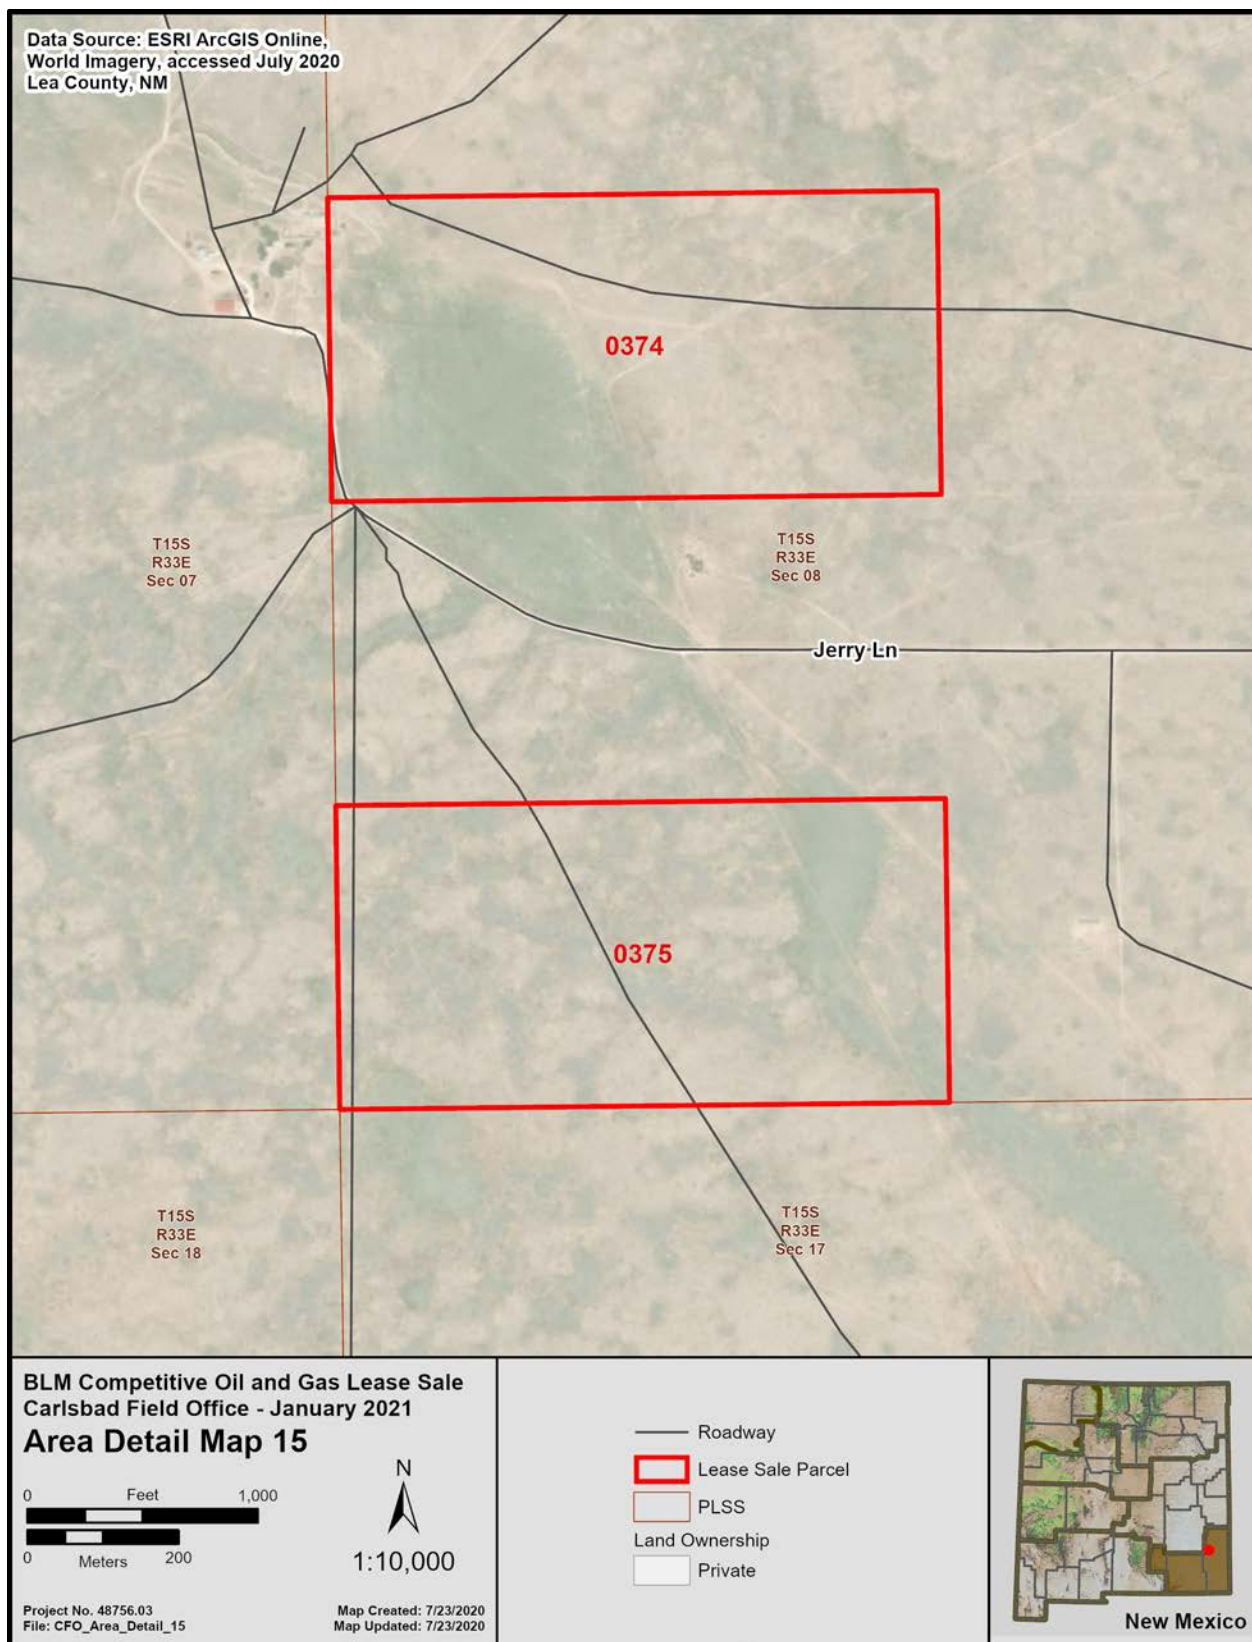 Data Source: ESRI ArcGIS Online,
World Imagery, accessed July 2020
Lea County, NM
0374
T15S
R33E
Sec 07
T15S
R33E
Sec 08
Jerry Ln
0375
T15S
R33E
Sec 18
T15S
R33E
Sec 17
BLM Competitive Oil and Gas Lease Sale
Carlsbad Field Office - January 2021
Area Detail Map 15
0 Feet 1,000
0 Meters 200
N
1:10,000
Project No. 48756.03
File: CFO_Area_Detail_15
Map Created: 7/23/2020
Map Updated: 7/23/2020
Roadway
Lease Sale Parcel
PLSS
Land Ownership
Private
New Mexico